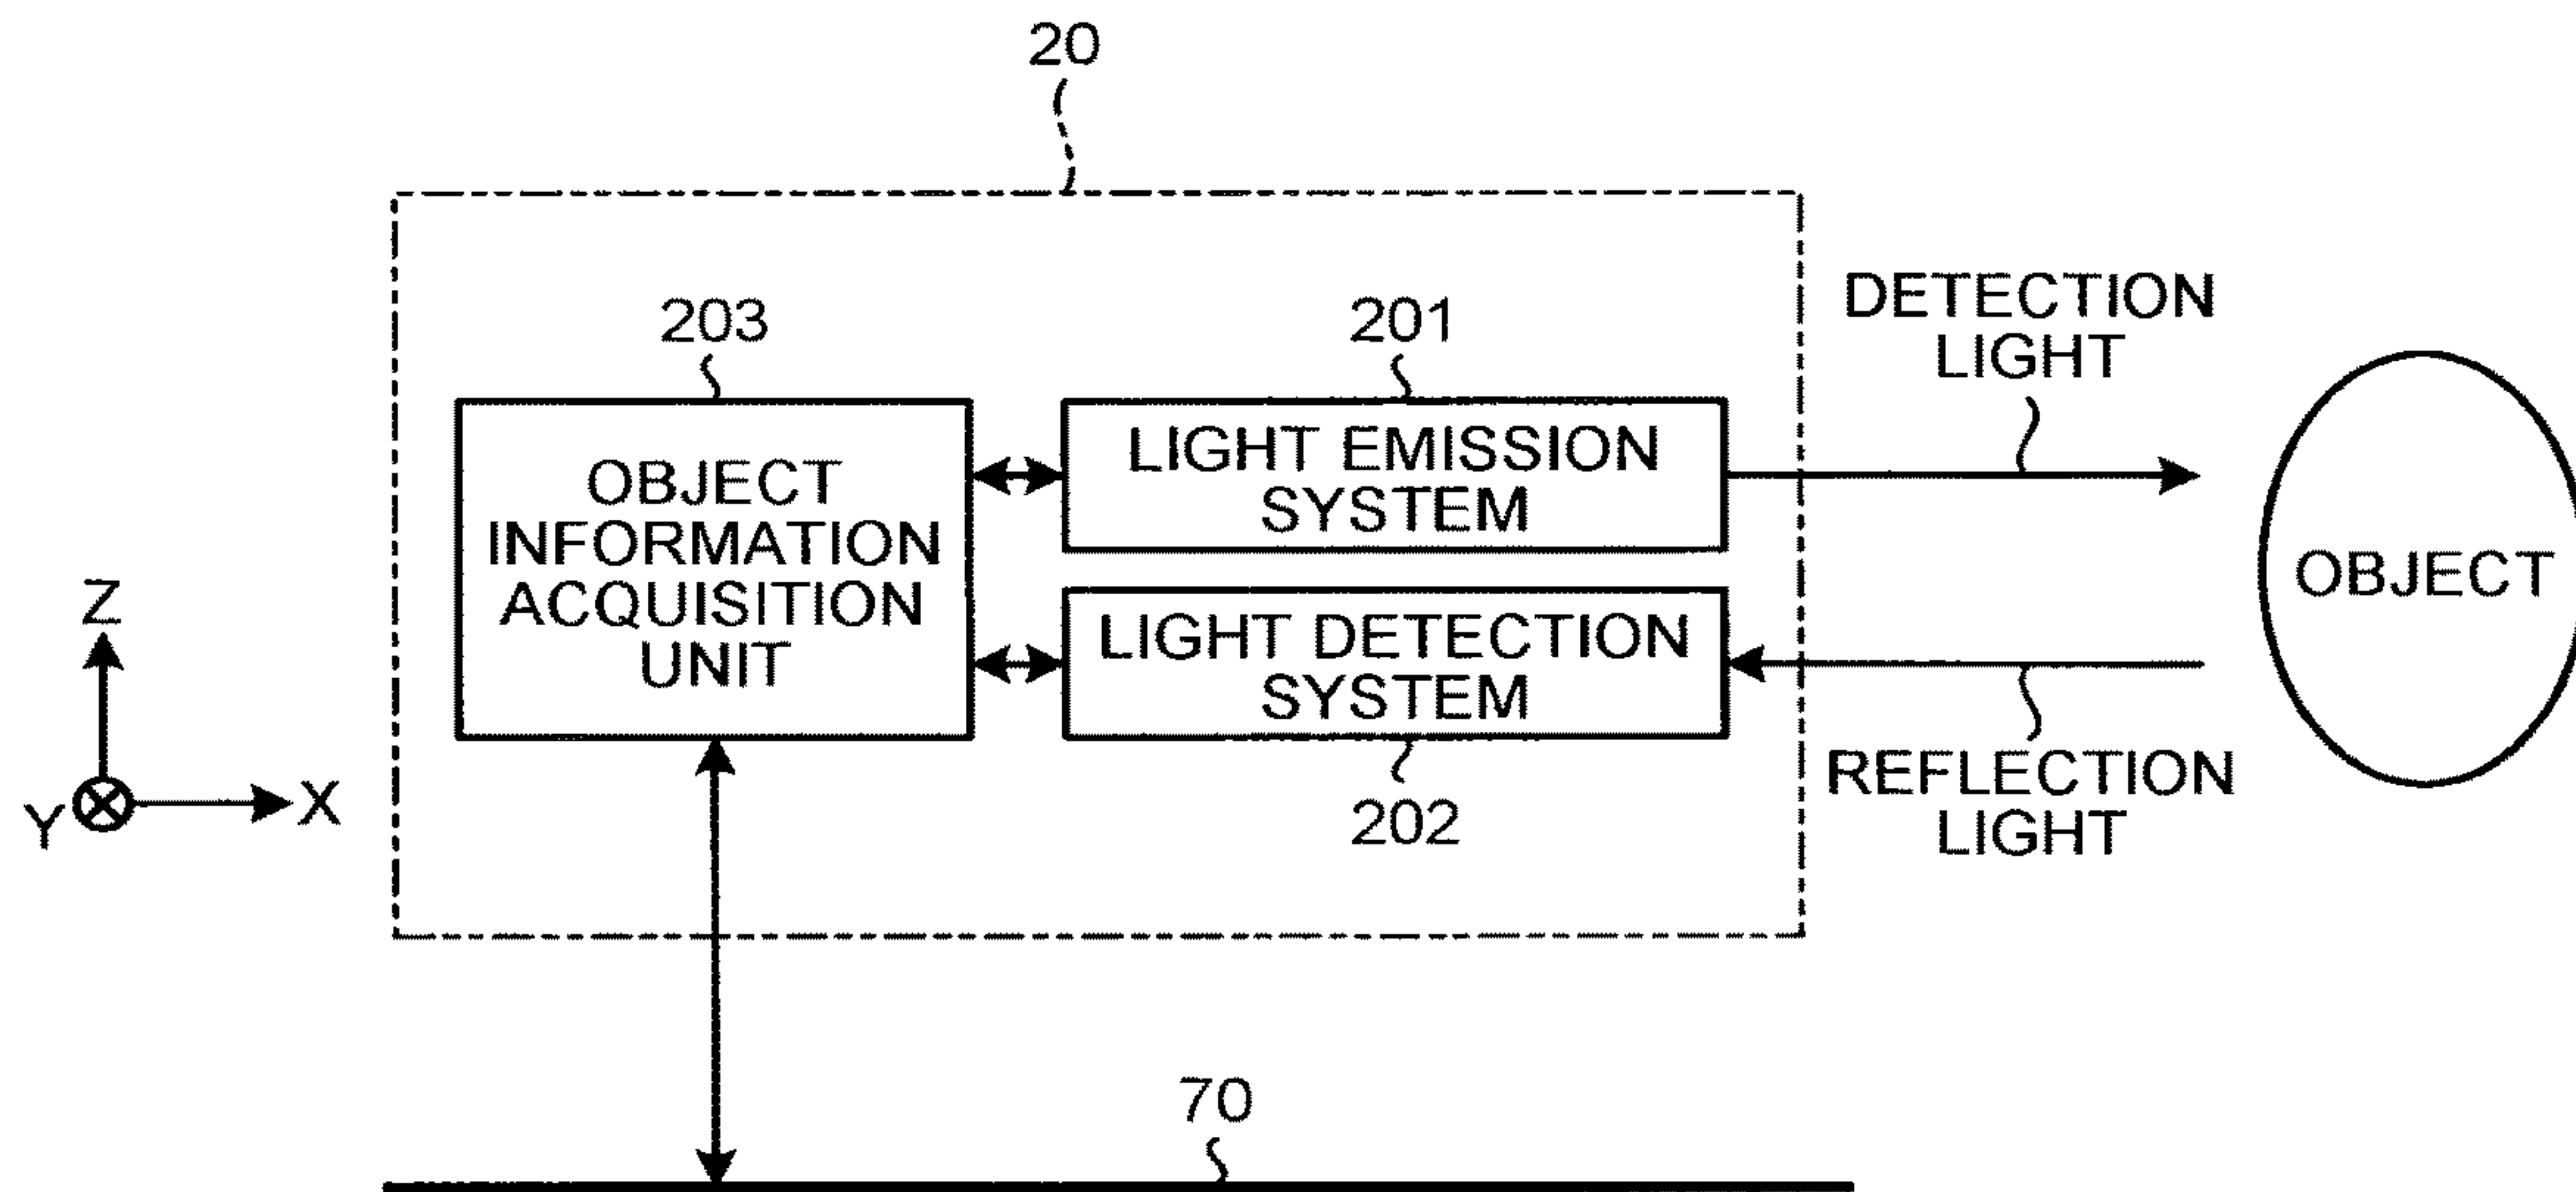 20
203
201
DETECTION
LIGHT
OBJECT
INFORMATION
ACQUISITION
UNIT
LIGHT EMISSION
SYSTEM
LIGHT DETECTION
SYSTEM
202
OBJECT
REFLECTION
LIGHT
Z
Y
X
70